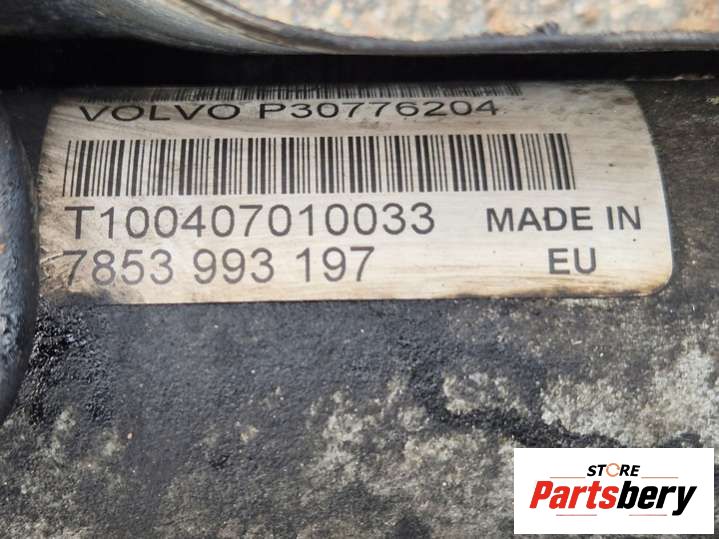 VOLVO P30776204
T100407010033 MADE IN
7853 993 197 EU
STORE
Partsbery